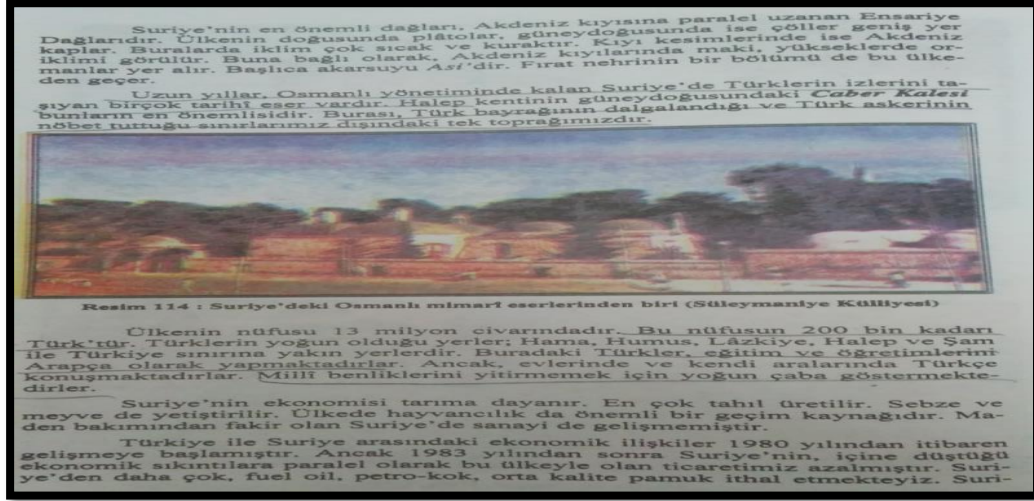 Suriye'nin en önemli dağları, Akdeniz kıyısına paralel uzanan Ensariye
Dağlarıdır. Ülkenin doğusunda plâtolar, güneydoğusunda ise çöller geniş yer
kaplar. Buralarda iklim çok sıcak ve kuraktır. Kıyı kesimlerinde ise Akdeniz
iklimi görülür. Buna bağlı olarak, Akdeniz kıyılarında maki, yükseklerde or-
manlar yer alır. Başlıca akarsuyu Asi'dir. Fırat nehrinin bir bölümü de bu ülke-
den geçer.
Uzun yıllar, Osmanlı yönetiminde kalan Suriye'de Türklerin izlerini ta-
şıyan birçok tarihî eser vardır. Halep kentinin güneydoğusundaki Caber Kalesi
bunların en önemlisidir. Burası, Türk bayrağının dalgalandığı ve Türk askerinin
nöbet tuttuğu sınırlarımız dışındaki tek toprağımızdır.
Resim 114 : Suriye'deki Osmanlı mimarî eserlerinden biri (Süleymaniye Külliyesi)
Ülkenin nüfusu 13 milyon civarındadır. Bu nüfusun 200 bin kadarı
Türk'tür. Türklerin yoğun olduğu yerler; Hama, Humus, Lâzkiye, Halep ve Şam
ile Türkiye sınırına yakın yerlerdir. Buradaki Türkler, eğitim ve öğretimlerini
Arapça olarak yapmaktadırlar. Ancak, evlerinde ve kendi aralarında Türkçe
konuşmaktadırlar. Millî benliklerini yitirmemek için yoğun çaba göstermekte-
dirler.
Suriye'nin ekonomisi tarıma dayanır. En çok tahıl üretilir. Sebze ve
meyve de yetiştirilir. Ülkede hayvancılık da önemli bir geçim kaynağıdır. Ma-
den bakımından fakir olan Suriye'de sanayi de gelişmemiştir.
Türkiye ile Suriye arasındaki ekonomik ilişkiler 1980 yılından itibaren
gelişmeye başlamıştır. Ancak 1983 yılından sonra Suriye'nin, içine düştüğü
ekonomik sıkıntılara paralel olarak bu ülkeyle olan ticaretimiz azalmıştır. Suri-
ye'den daha çok, fuel oil, petro-kok, orta kalite pamuk ithal etmekteyiz. Suri-